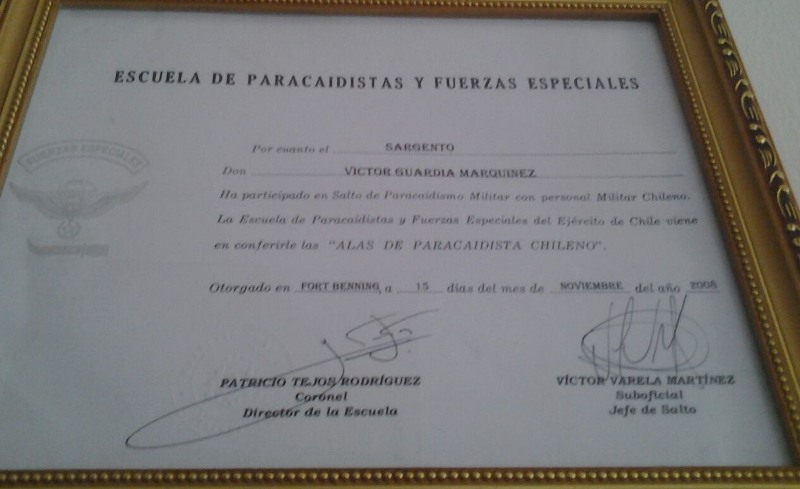 ESCUELA DE PARACAIDISTAS Y FUERZAS ESPECIALES
FUERZAS ESPECIALES
Por cuanto el SARGENTO
Don VICTOR GUARDIA MARQUINEZ
Ha participado en Salto de Paracaidismo Militar con personal Militar Chileno.
La Escuela de Paracaidistas y Fuerzas Especiales del Ejército de Chile viene
en conferirle las "ALAS DE PARACAIDISTA CHILENO".
Otorgado en FORT BENNING, a 15 días del mes de NOVIEMBRE del año
PATRICIO TEJOS RODRÍGUEZ
Coronel
Director de la Escuela
VÍCTOR VARELA MARTÍNEZ
Suboficial
Jefe de Salto